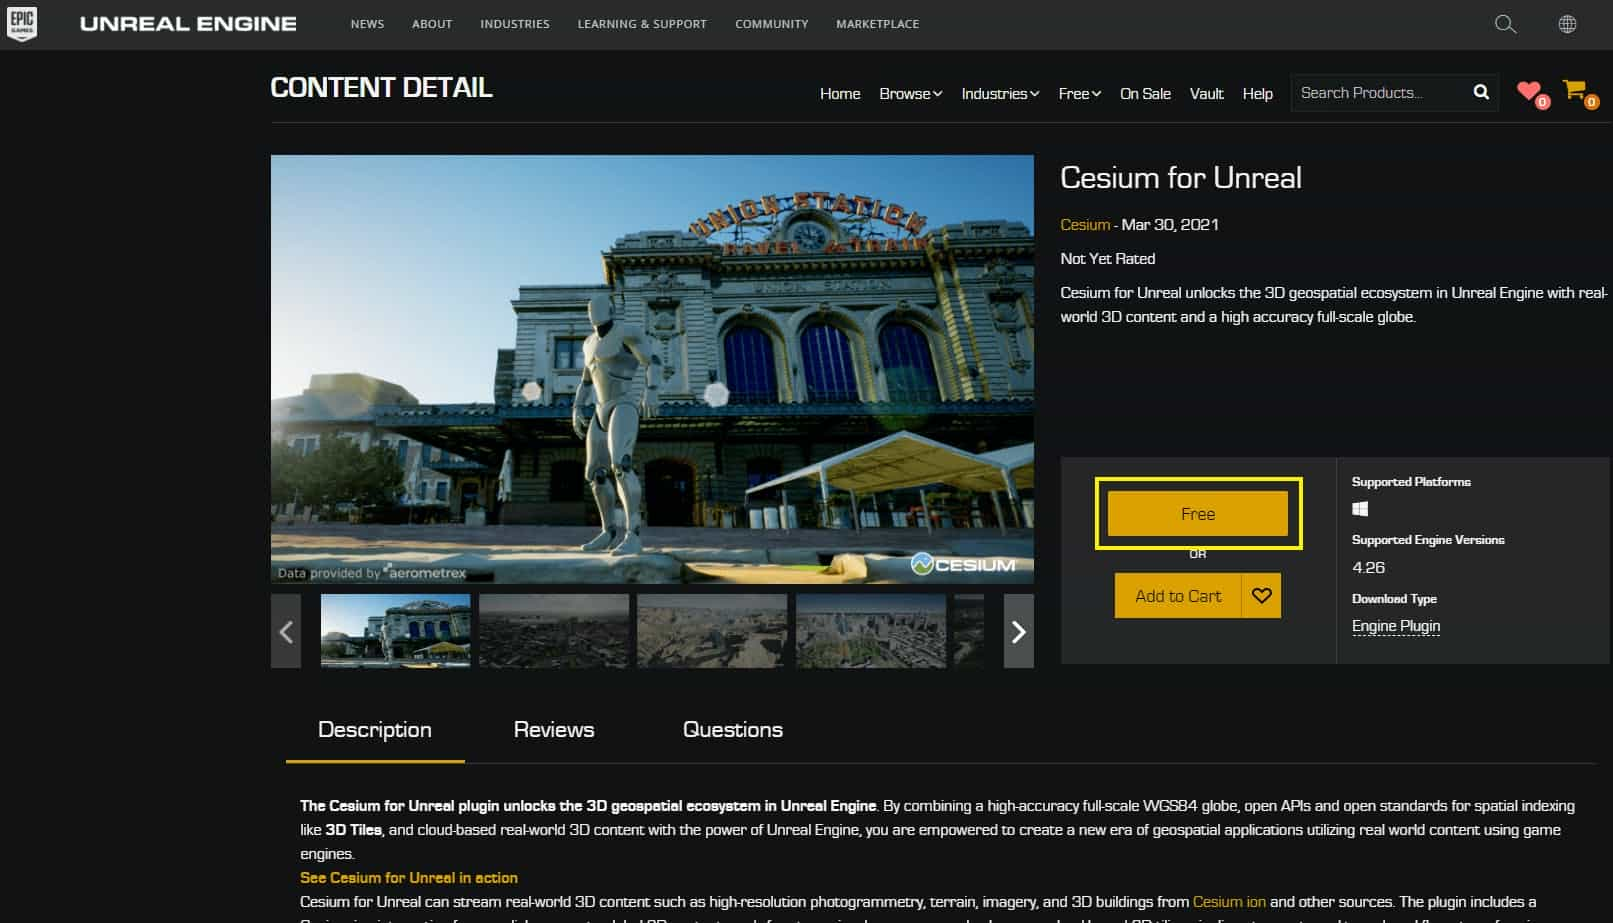 EPIC
GAMES
UNREAL ENGINE
NEWS
ABOUT
INDUSTRIES
LEARNING & SUPPORT
COMMUNITY
MARKETPLACE
CONTENT DETAIL
Home
Browse
Industries
Free
On Sale
Vault
Help
Search Products...
0
0
UNION STATION
TRAVEL by TRAIN
UNION STATION
Data provided by aerometrex
CESIUM
Cesium for Unreal
Cesium - Mar 30, 2021
Not Yet Rated
Cesium for Unreal unlocks the 3D geospatial ecosystem in Unreal Engine with real-
world 3D content and a high accuracy full-scale globe.
Free
OR
Add to Cart
Supported Platforms
Supported Engine Versions
4.26
Download Type
Engine Plugin
Description
Reviews
Questions
The Cesium for Unreal plugin unlocks the 3D geospatial ecosystem in Unreal Engine. By combining a high-accuracy full-scale WGS84 globe, open APIs and open standards for spatial indexing
like 3D Tiles, and cloud-based real-world 3D content with the power of Unreal Engine, you are empowered to create a new era of geospatial applications utilizing real world content using game
engines.
See Cesium for Unreal in action
Cesium for Unreal can stream real-world 3D content such as high-resolution photogrammetry, terrain, imagery, and 3D buildings from Cesium ion and other sources. The plugin includes a